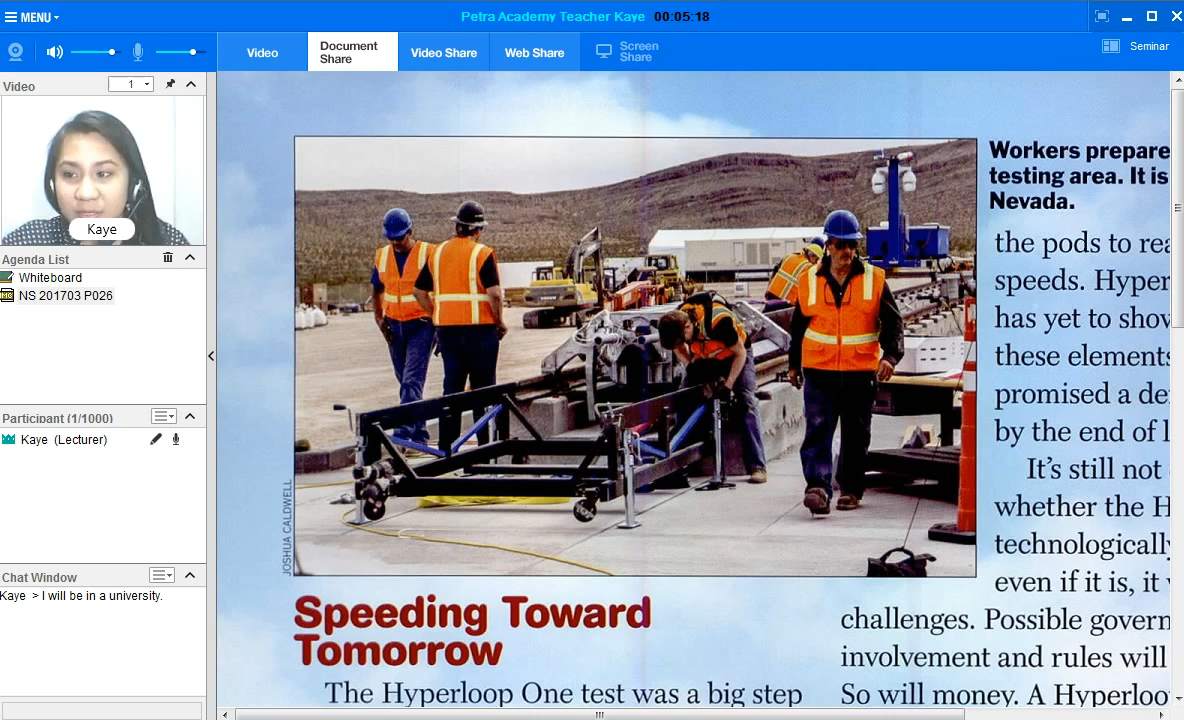 MENU
Petra Academy Teacher Kaye 00:05:18
Video
Document
Share
Video Share
Web Share
Screen
Share
Seminar
Video
1
Kaye
Agenda List
Whiteboard
NS 201703 P026
Participant (1/1000)
Kaye (Lecturer)
Chat Window
Kaye > I will be in a university.
JOSHUA CALDWELL
Workers prepare
testing area. It is
Nevada.
the pods to rea
speeds. Hyper
has yet to show
these elements
promised a de
by the end of
It's still not
whether the H
technologically
even if it is, it
challenges. Possible govern
involvement and rules will
So will money. A Hyperloo
Speeding Toward
Tomorrow
The Hyperloop One test was a big step